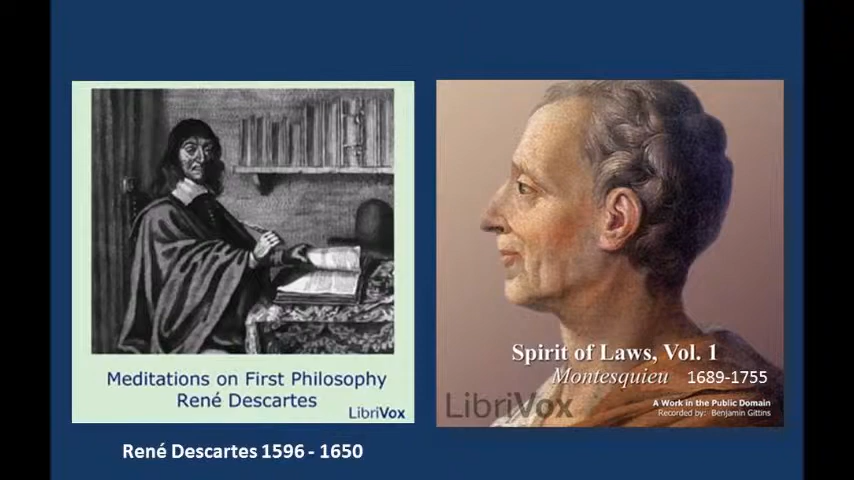 Meditations on First Philosophy
René Descartes
LibriVox
René Descartes 1596 - 1650
Spirit of Laws, Vol. 1
Montesquieu 1689-1755
LibriVox
A Work in the Public Domain
Recorded by: Benjamin Gittins